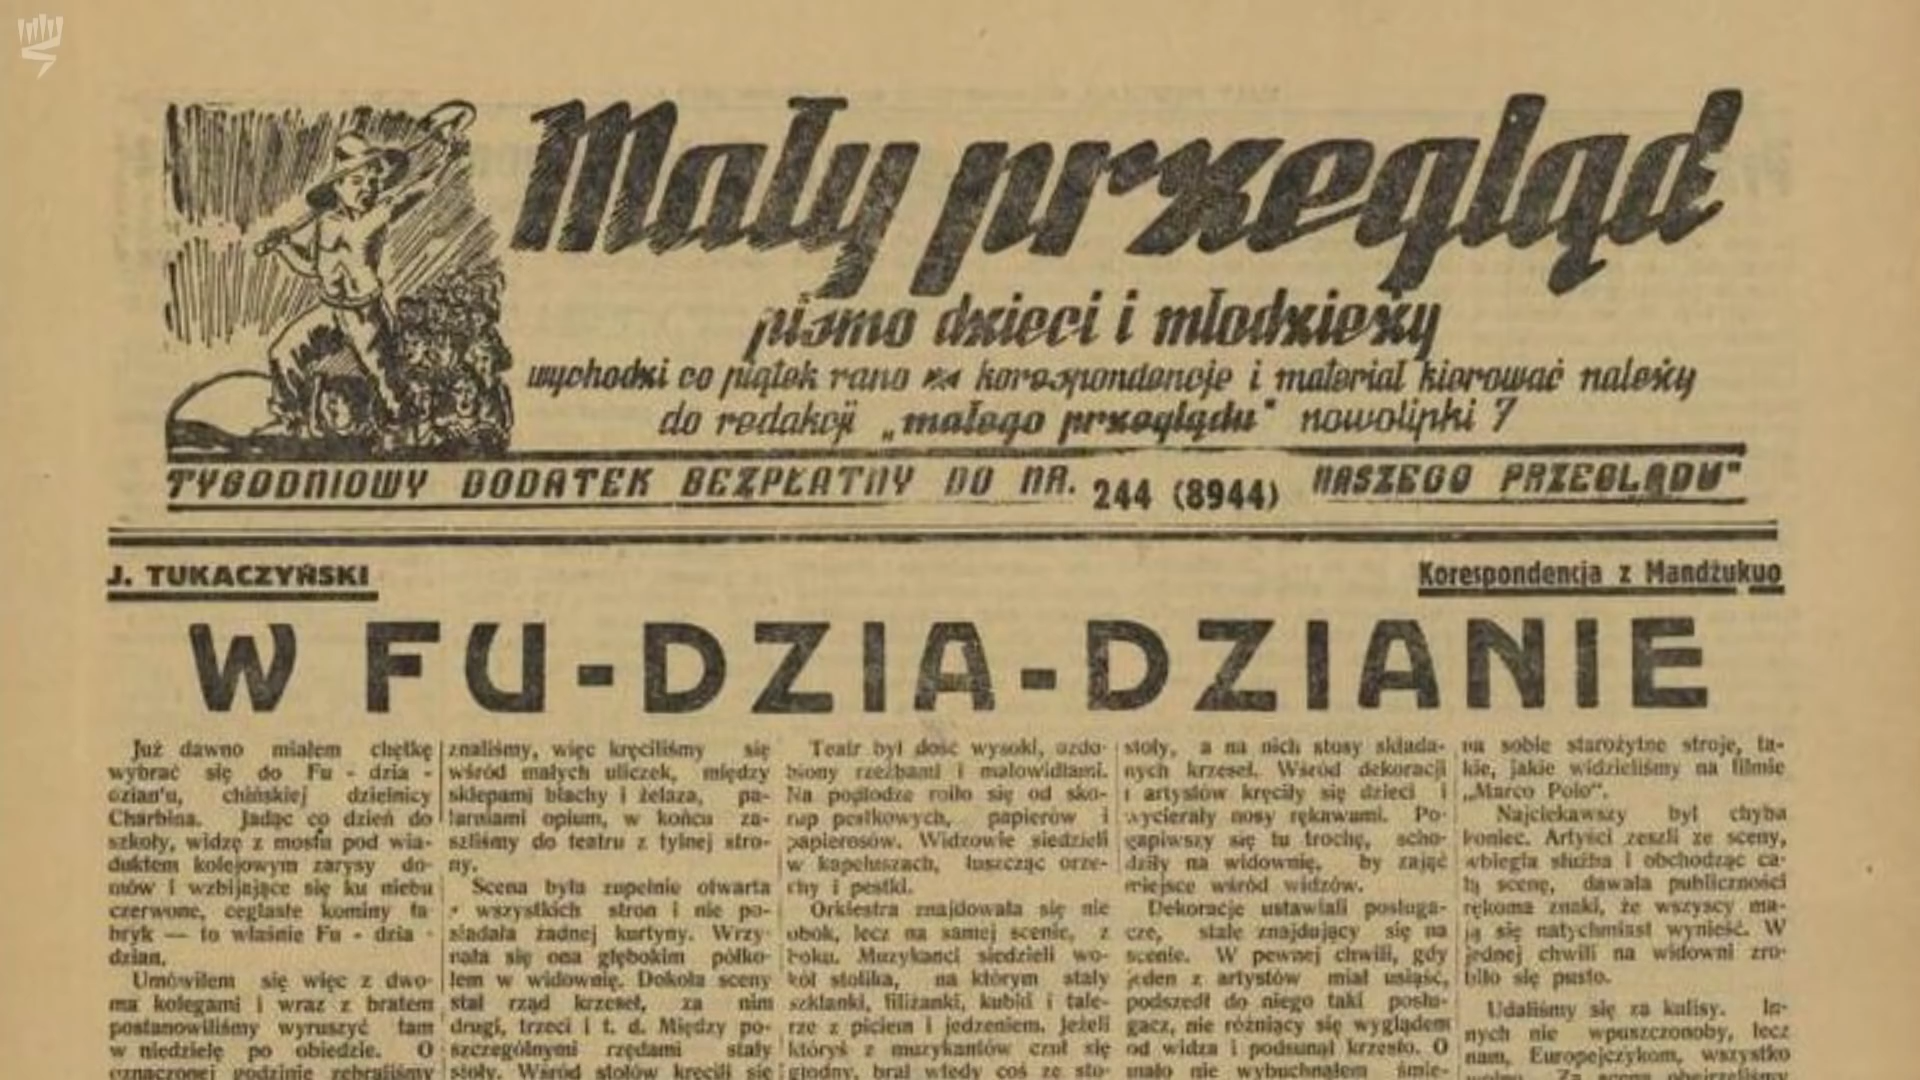 Mały przegląd
pismo dzieci i młodzieży
wychodzi co piątek rano korespondencje i materiał kierować należy
do redakcji „małego przeglądu" nowolipki 7
TYGODNIOWY DODATEK BEZPŁATNY DO NR. 244 (8944) NASZEGO PRZEGLĄDU"
J. TUKACZYŃSKI
Korespondencja z Mandżukuo
W FU-DZIA-DZIANIE
Już dawno miałem chętkę
wybrać się do Fu - dzia -
dzian'u, chińskiej dzielnicy
Charbina. Jadąc co dzień do
szkoły, widzę z mostu pod wia-
duktem kolejowym zarysy do-
mów i wzbijające się ku niebu
czerwone, ceglaste kominy fa-
bryk — to właśnie Fu - dzia -
dzian.
Umówiłem się więc z dwo-
ma kolegami i wraz z bratem
postanowiliśmy wyruszyć tam
w niedzielę po obiedzie. O
oznaczonej godzinie zebraliśmy
znaliśmy, więc kręciliśmy się
wśród małych uliczek, między
sklepami blachy i żelaza, pa-
larniami opium, w końcu za-
szliśmy do teatru z tylnej stro-
ny.
Scena była zupełnie otwarta
z wszystkich stron i nie po-
siadała żadnej kurtyny. Wrzy-
nała się ona głębokim półko-
lem w widownię. Dokoła sceny
stał rząd krzeseł, za nim
drugi, trzeci i t. d. Między po-
szczególnymi rzędami stały
stoły. Wśród stołów kręcili się
Teatr był dość wysoki, ozdo-
biony rzeźbami i malowidłami.
Na podłodze roiło się od sko-
rup pestkowych, papierów i
papierosów. Widzowie siedzieli
w kapeluszach, łuszcząc orze-
chy i pestki.
Orkiestra znajdowała się nie
obok, lecz na samej scenie, z
boku. Muzykanci siedzieli wo-
kół stolika, na którym stały
szklanki, filiżanki, kubki i tale-
rze z piciem i jedzeniem. Jeżeli
któryś z muzykantów czuł się
głodny, brał wtedy coś ze sto-
stoły, a na nich stosy składa-
nych krzeseł. Wśród dekoracji
i artystów kręciły się dzieci i
wycierały nosy rękawami. Po-
gapiwszy się tu trochę, scho-
dziły na widownię, by zająć
miejsce wśród widzów.
Dekoracje ustawiali posługa-
cze, stale znajdujący się na
scenie. W pewnej chwili, gdy
jeden z artystów miał usiąść,
podszedł do niego taki posłu-
gacz, nie różniący się wyglądem
od widza i podsunął krzesło. O
mało nie wybuchnąłem śmie-
na sobie starożytne stroje, ta-
kie, jakie widzieliśmy na filmie
„Marco Polo".
Najciekawszy był chyba
koniec. Artyści zeszli ze sceny,
wbiegła służba i obchodząc ca-
łą scenę, dawała publiczności
rękoma znaki, że wszyscy ma-
ją się natychmiast wynieść. W
jednej chwili na widowni zro-
biło się pusto.
Udaliśmy się za kulisy. In-
nych nie wpuszczonoby, lecz
nam, Europejczykom, wszystko
wolno. Za sceną obejrzeliśmy